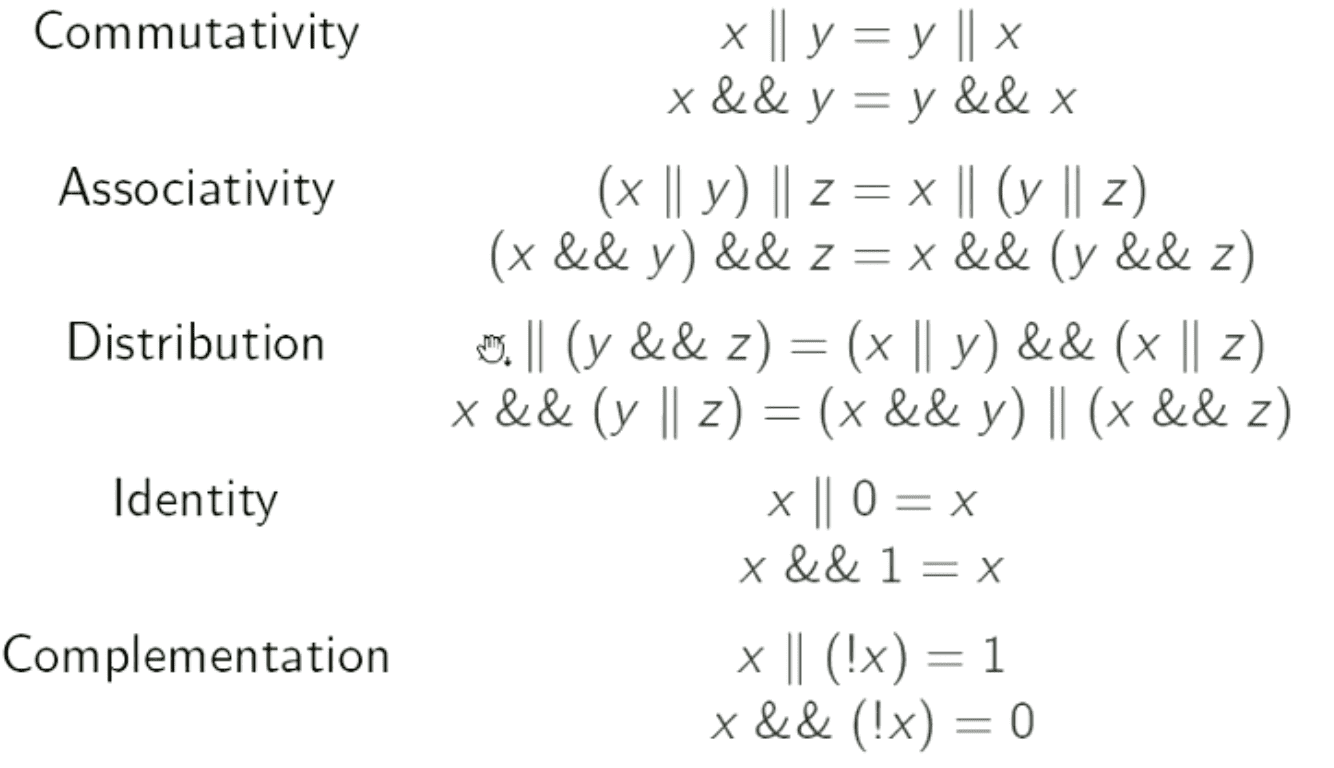 Commutativity x || y = y || x
x && y = y && x
Associativity (x || y) || z = x || (y || z)
(x && y) && z = x && (y && z)
Distribution || (y && z) = (x || y) && (x || z)
x && (y || z) = (x && y) || (x && z)
Identity x || 0 = x
x && 1 = x
Complementation x || (!x) = 1
x && (!x) = 0